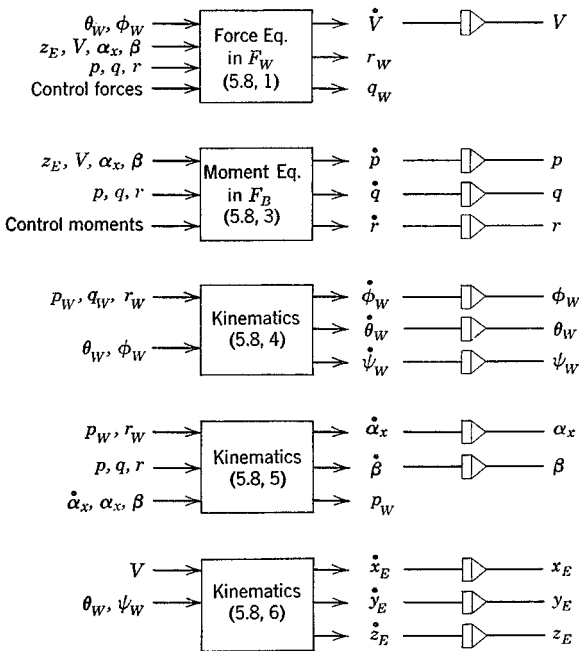 θ_W, ϕ_W
z_E, V, α_x, β
p, q, r
Control forces
Force Eq.
in F_W
(5.8, 1)
V̇
r_W
q_W
V
z_E, V, α_x, β
p, q, r
Control moments
Moment Eq.
in F_B
(5.8, 3)
ṗ
q̇
ṙ
p
q
r
p_W, q_W, r_W
θ_W, ϕ_W
Kinematics
(5.8, 4)
ϕ̇_W
θ̇_W
ψ̇_W
ϕ_W
θ_W
ψ_W
p_W, r_W
p, q, r
α̇_x, α_x, β
Kinematics
(5.8, 5)
α̇_x
β̇
p_W
α_x
β
V
θ_W, ψ_W
Kinematics
(5.8, 6)
ẋ_E
ẏ_E
ż_E
x_E
y_E
z_E